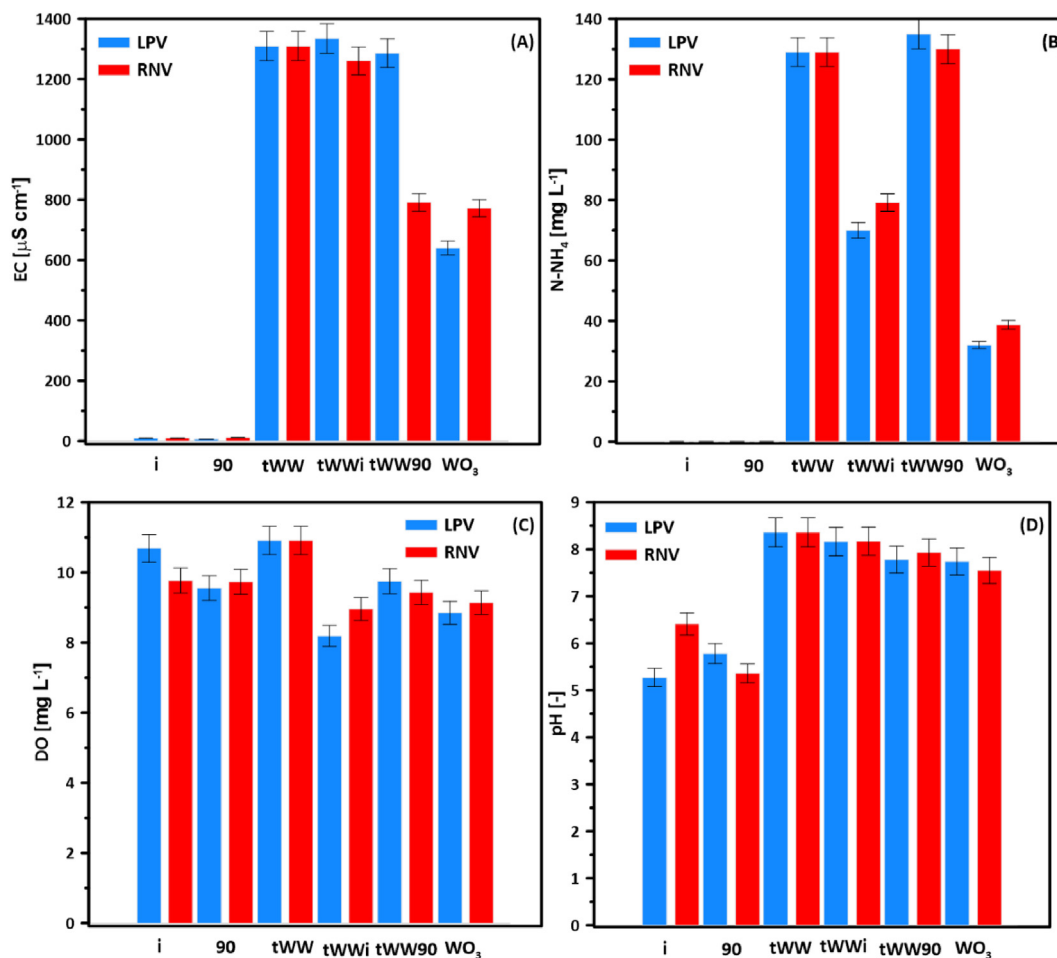 1400
1200
1000
800
600
400
200
0
EC [μS cm⁻¹]
LPV
RNV
(A)
i 90 tWW tWWi tWW90 WO₃
140
120
100
80
60
40
20
0
N-NH₄ [mg L⁻¹]
LPV
RNV
(B
i 90 tWW tWWi tWW90 WO₃
12
10
8
6
4
2
0
DO [mg L⁻¹]
LPV
RNV
(C)
i 90 tWW tWWi tWW90 WO₃
9
8
7
6
5
4
3
2
1
0
pH [-]
LPV
RNV
(D)
i 90 tWW tWWi tWW90 WO₃